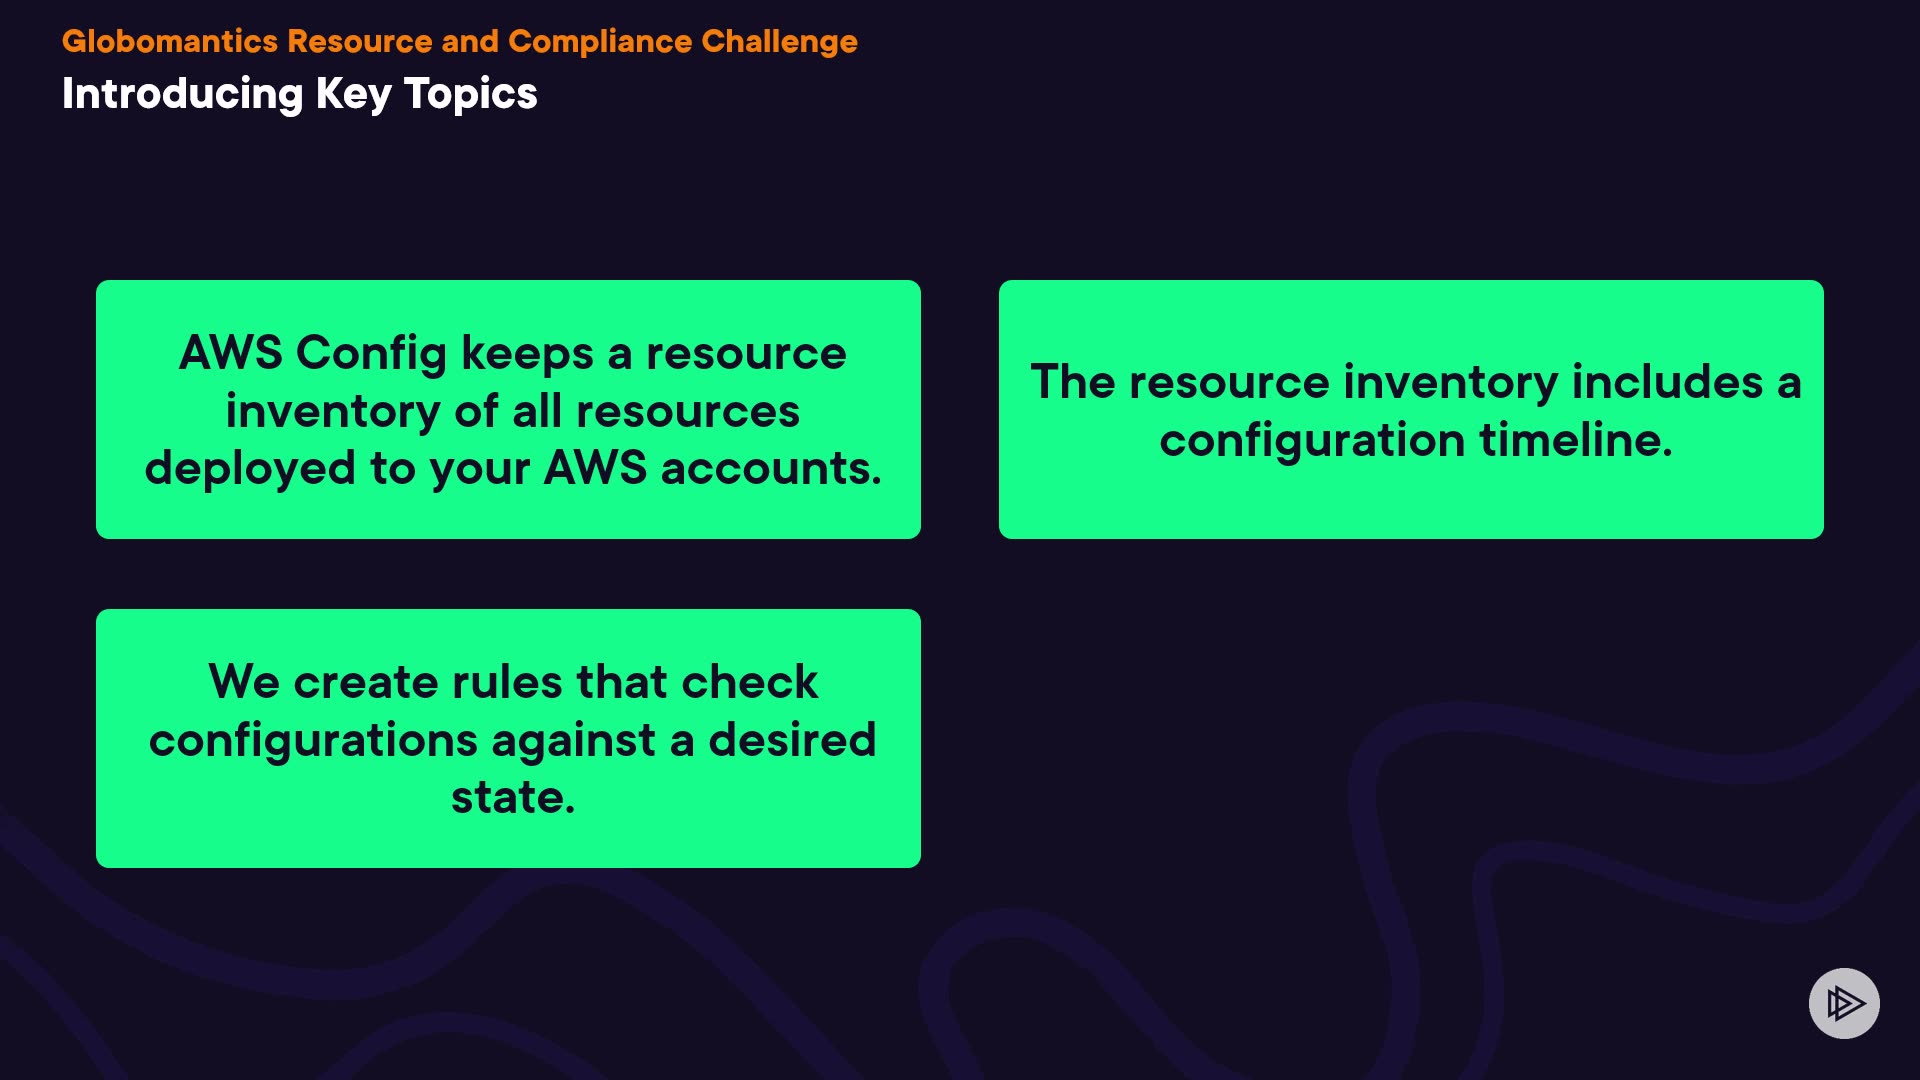 Globomantics Resource and Compliance Challenge
Introducing Key Topics
AWS Config keeps a resource
inventory of all resources
deployed to your AWS accounts.
The resource inventory includes a
configuration timeline.
We create rules that check
configurations against a desired
state.